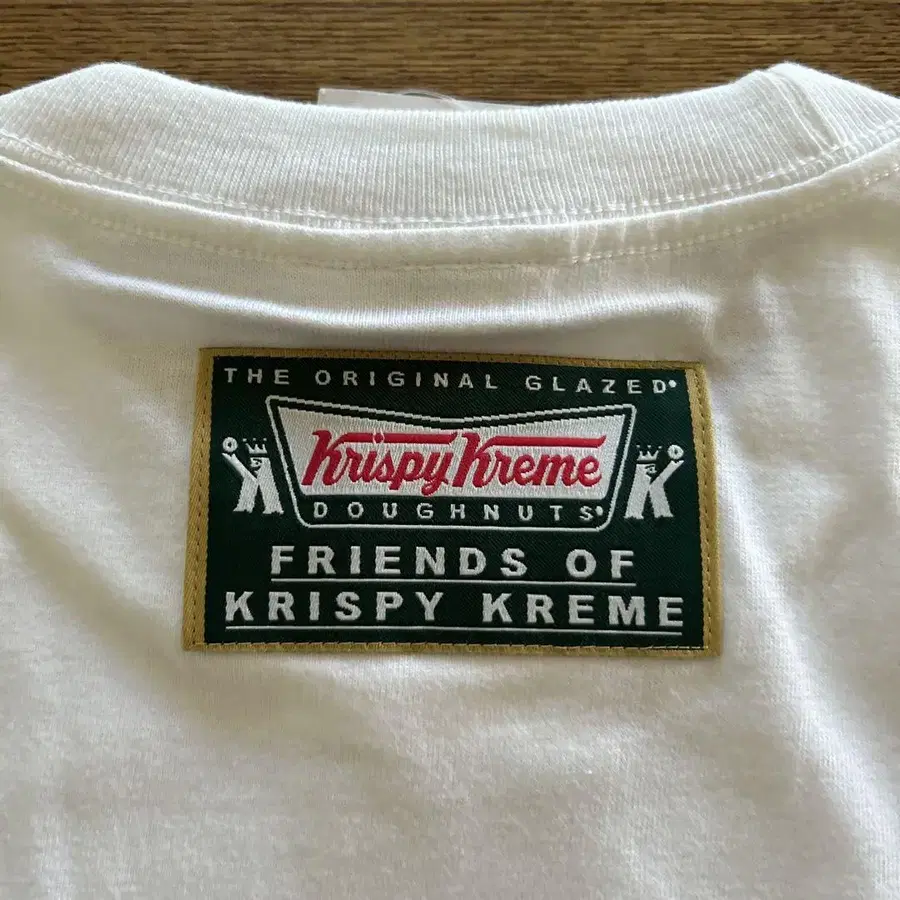 THE ORIGINAL GLAZED
Krispy Kreme
DOUGHNUTS
FRIENDS OF
KRISPY KREME